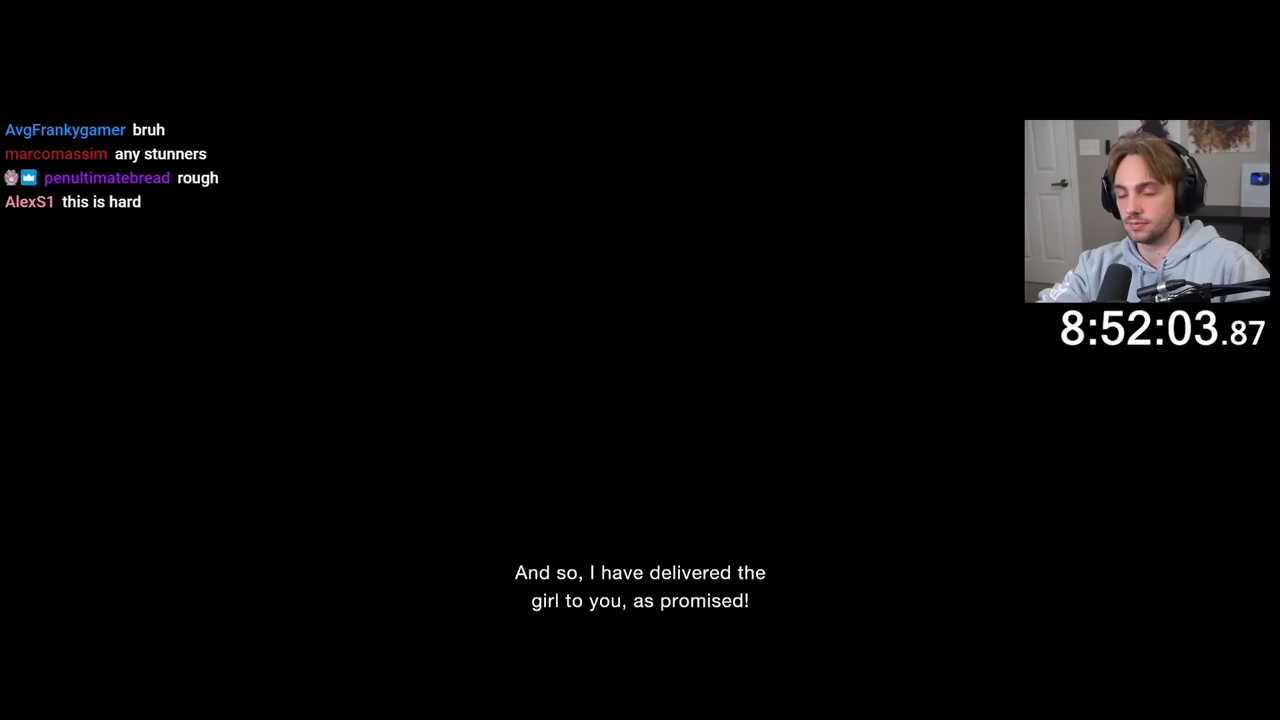 AvgFrankygamer bruh
marcomassim any stunners
penultimatebread rough
AlexS1 this is hard
8:52:03.87
And so, I have delivered the
girl to you, as promised!